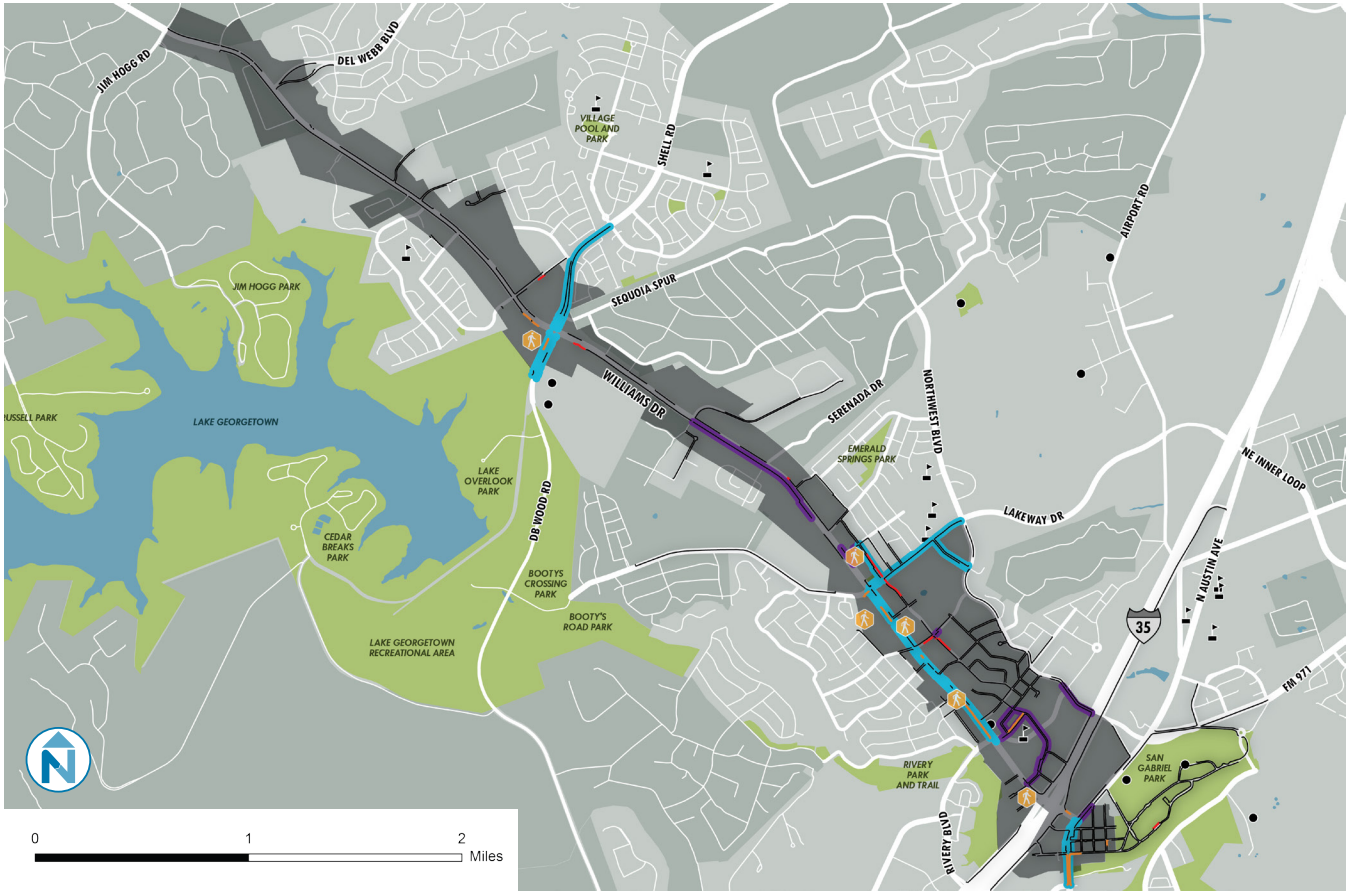 JIM HOGG RD
DEL WEBB BLVD
VILLAGE
POOL AND
PARK
SHELL RD
AIRPORT RD
JIM HOGG PARK
SEQUOIA SPUR
WILLIAMS DR
SERENADA DR
NORTHWEST BLVD
RUSSELL PARK
LAKE GEORGETOWN
EMERALD
SPRINGS PARK
NE INNER LOOP
LAKE
OVERLOOK
PARK
DB WOOD RD
LAKEWAY DR
CEDAR
BREAKS
PARK
N AUSTIN AVE
BOOTYS
CROSSING
PARK
BOOTY'S
ROAD PARK
35
LAKE GEORGETOWN
RECREATIONAL AREA
FM 971
N
RIVERY
PARK
AND TRAIL
SAN
GABRIEL
PARK
RIVERY BLVD
0 1 2
Miles